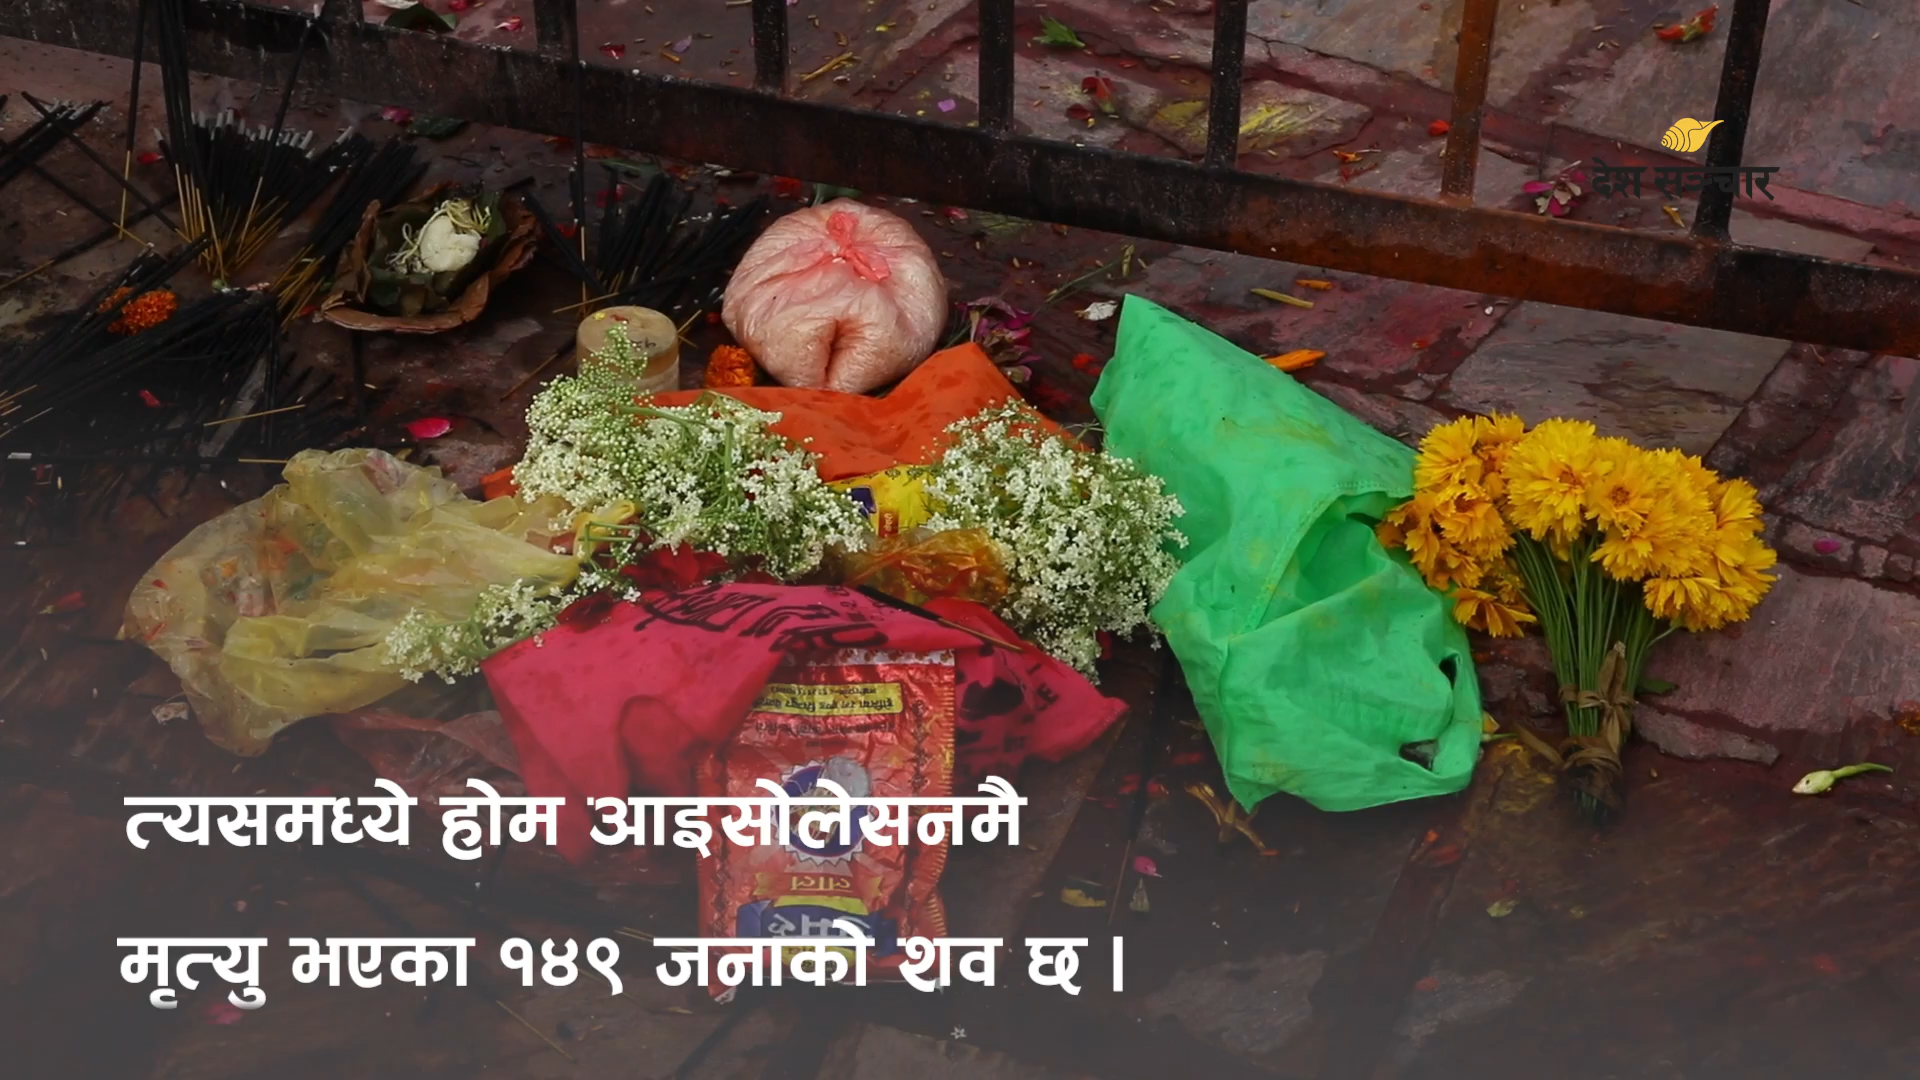 देश सञ्चार
त्यसमध्ये होम आइसोलेसनमै
मृत्यु भएका १४९ जनाको शव छ ।